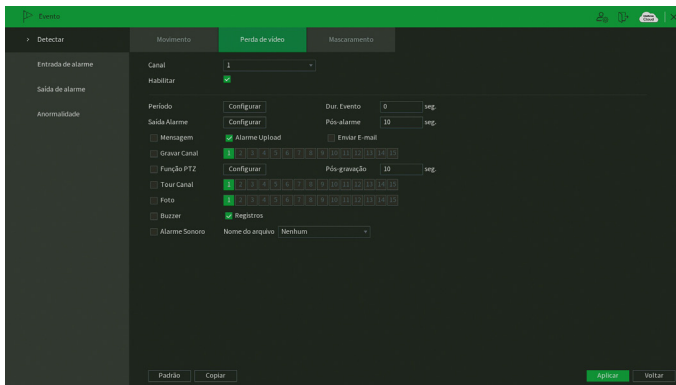 Evento
Detectar
Movimento Perda de vídeo Mascaramento
Entrada de alarme
Saída de alarme
Anormalidade
Canal 1
Habilitar
Período Configurar Dur. Evento 0 seg.
Saída Alarme Configurar Pós-alarme 10 seg.
Mensagem Alarme Upload Enviar E-mail
Gravar Canal 1 2 3 4 5 6 7 8 9 10 11 12 13 14 15
Função PTZ Configurar Pós-gravação 10 seg.
Tour Canal 1 2 3 4 5 6 7 8 9 10 11 12 13 14 15
Foto 1 2 3 4 5 6 7 8 9 10 11 12 13 14 15
Buzzer Registros
Alarme Sonoro Nome do arquivo Nenhum
Padrão Copiar Aplicar Voltar